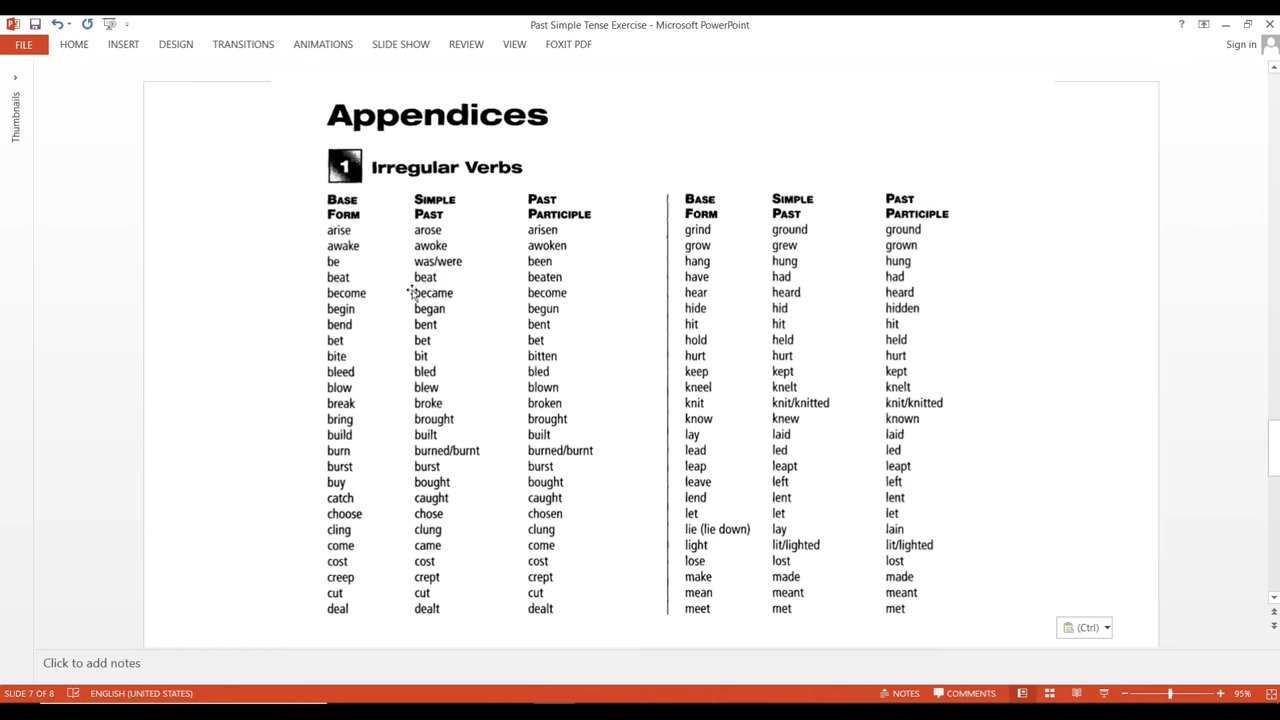 Past Simple Tense Exercise - Microsoft PowerPoint
?
FILE HOME INSERT DESIGN TRANSITIONS ANIMATIONS SLIDE SHOW REVIEW VIEW FOXIT PDF Sign in
Thumbnails
Appendices
1 Irregular Verbs
BASE FORM SIMPLE PAST PAST PARTICIPLE
arise arose arisen
awake awoke awoken
be was/were been
beat beat beaten
become became become
begin began begun
bend bent bent
bet bet bet
bite bit bitten
bleed bled bled
blow blew blown
break broke broken
bring brought brought
build built built
burn burned/burnt burned/burnt
burst burst burst
buy bought bought
catch caught caught
choose chose chosen
cling clung clung
come came come
cost cost cost
creep crept crept
cut cut cut
deal dealt dealt
BASE FORM SIMPLE PAST PAST PARTICIPLE
grind ground ground
grow grew grown
hang hung hung
have had had
hear heard heard
hide hid hidden
hit hit hit
hold held held
hurt hurt hurt
keep kept kept
kneel knelt knelt
knit knit/knitted knit/knitted
know knew known
lay laid laid
lead led led
leap leapt leapt
leave left left
lend lent lent
let let let
lie (lie down) lay lain
light lit/lighted lit/lighted
lose lost lost
make made made
mean meant meant
meet met met
(Ctrl)
Click to add notes
SLIDE 7 OF 8 ENGLISH (UNITED STATES) NOTES COMMENTS 95%